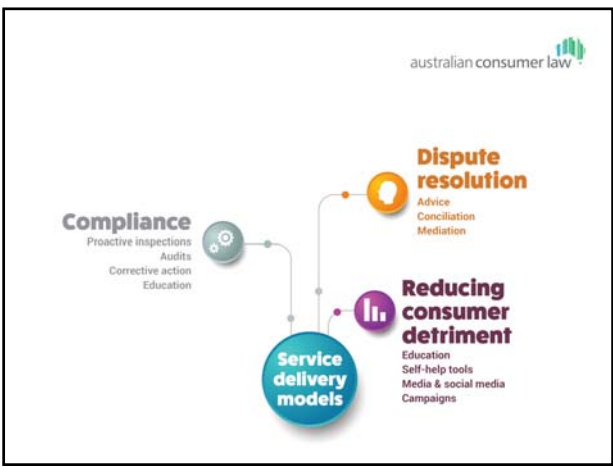 australian consumer law
Dispute
resolution
Advice
Conciliation
Mediation
Compliance
Proactive inspections
Audits
Corrective action
Education
Reducing
consumer
detriment
Education
Self-help tools
Media & social media
Campaigns
Service
delivery
models